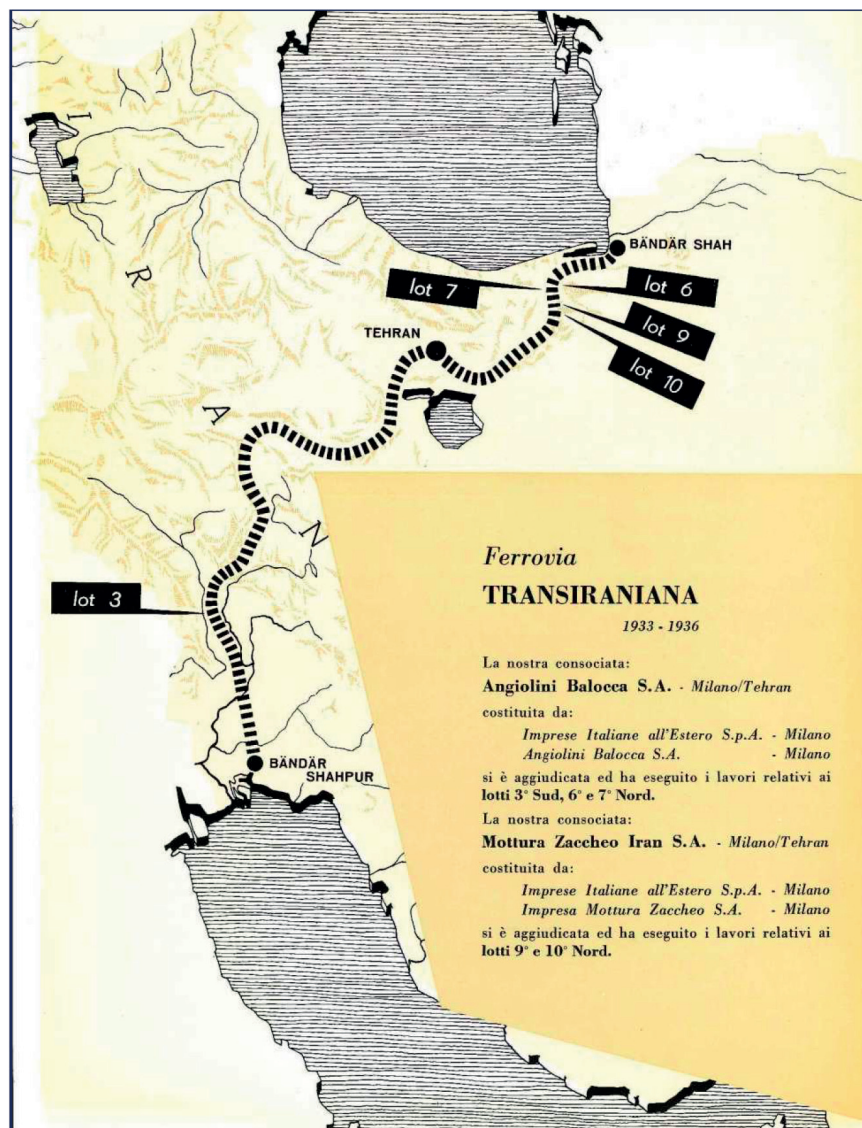 I
R
A
N
BÄNDÄR SHAH
lot 7
lot 6
lot 9
lot 10
TEHRAN
lot 3
BÄNDÄR
SHAHPUR
Ferrovia
TRANSIRANIANA
1933 - 1936
La nostra consociata:
Angiolini Balocca S.A. - Milano/Tehran
costituita da:
Imprese Italiane all'Estero S.p.A. - Milano
Angiolini Balocca S.A. - Milano
si è aggiudicata ed ha eseguito i lavori relativi ai
lotti 3° Sud, 6° e 7° Nord.
La nostra consociata:
Mottura Zaccheo Iran S.A. - Milano/Tehran
costituita da:
Imprese Italiane all'Estero S.p.A. - Milano
Impresa Mottura Zaccheo S.A. - Milano
si è aggiudicata ed ha eseguito i lavori relativi ai
lotti 9° e 10° Nord.